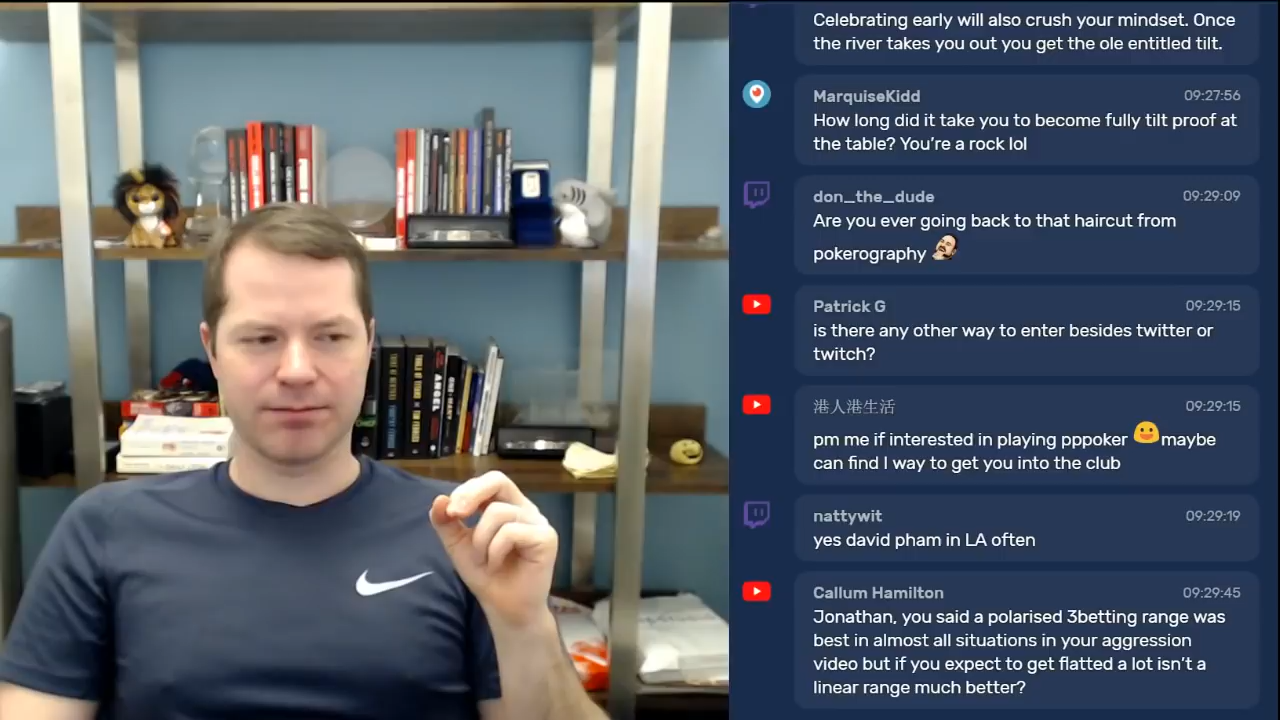 Celebrating early will also crush your mindset. Once
the river takes you out you get the ole entitled tilt.
MarquiseKidd 09:27:56
How long did it take you to become fully tilt proof at
the table? You're a rock lol
don_the_dude 09:29:09
Are you ever going back to that haircut from
pokerography
Patrick G 09:29:15
is there any other way to enter besides twitter or
twitch?
港人港生活 09:29:15
pm me if interested in playing pppoker maybe
can find I way to get you into the club
nattywit 09:29:19
yes david pham in LA often
Callum Hamilton 09:29:45
Jonathan, you said a polarised 3betting range was
best in almost all situations in your aggression
video but if you expect to get flatted a lot isn't a
linear range much better?
ANGEL